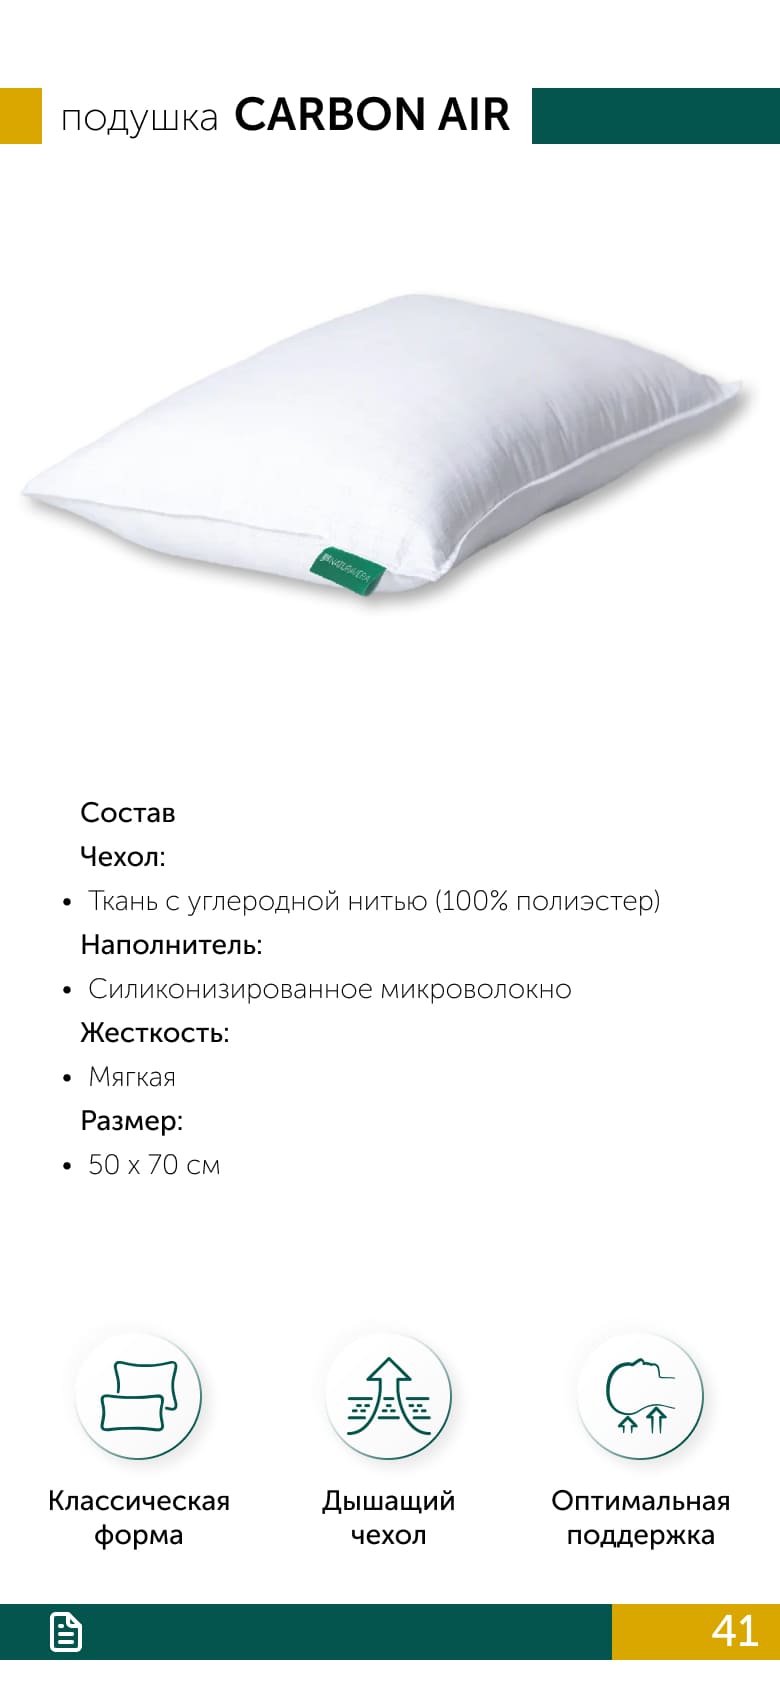 подушка CARBON AIR
NATURAVERA
Состав
Чехол:
• Ткань с углеродной нитью (100% полиэстер)
Наполнитель:
• Силиконизированное микроволокно
Жесткость:
• Мягкая
Размер:
• 50 x 70 см
Классическая
форма
Дышащий
чехол
Оптимальная
поддержка
41